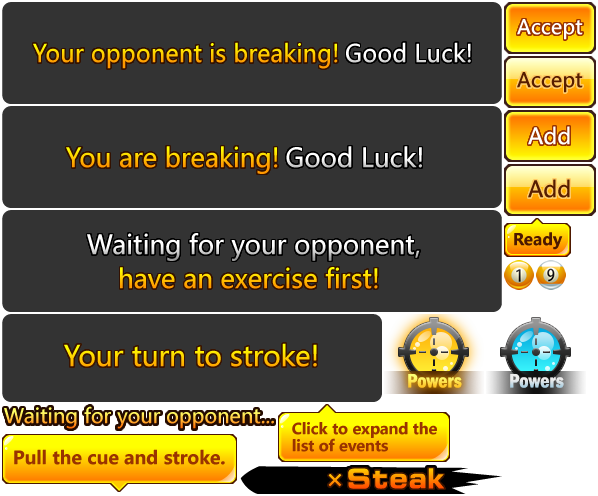 Your opponent is breaking! Good Luck!
Accept
Accept
You are breaking! Good Luck!
Add
Add
Waiting for your opponent,
have an exercise first!
Ready
1 9
Your turn to stroke!
Powers Powers
Waiting for your opponent...
Click to expand the
list of events
Pull the cue and stroke.
×Steak